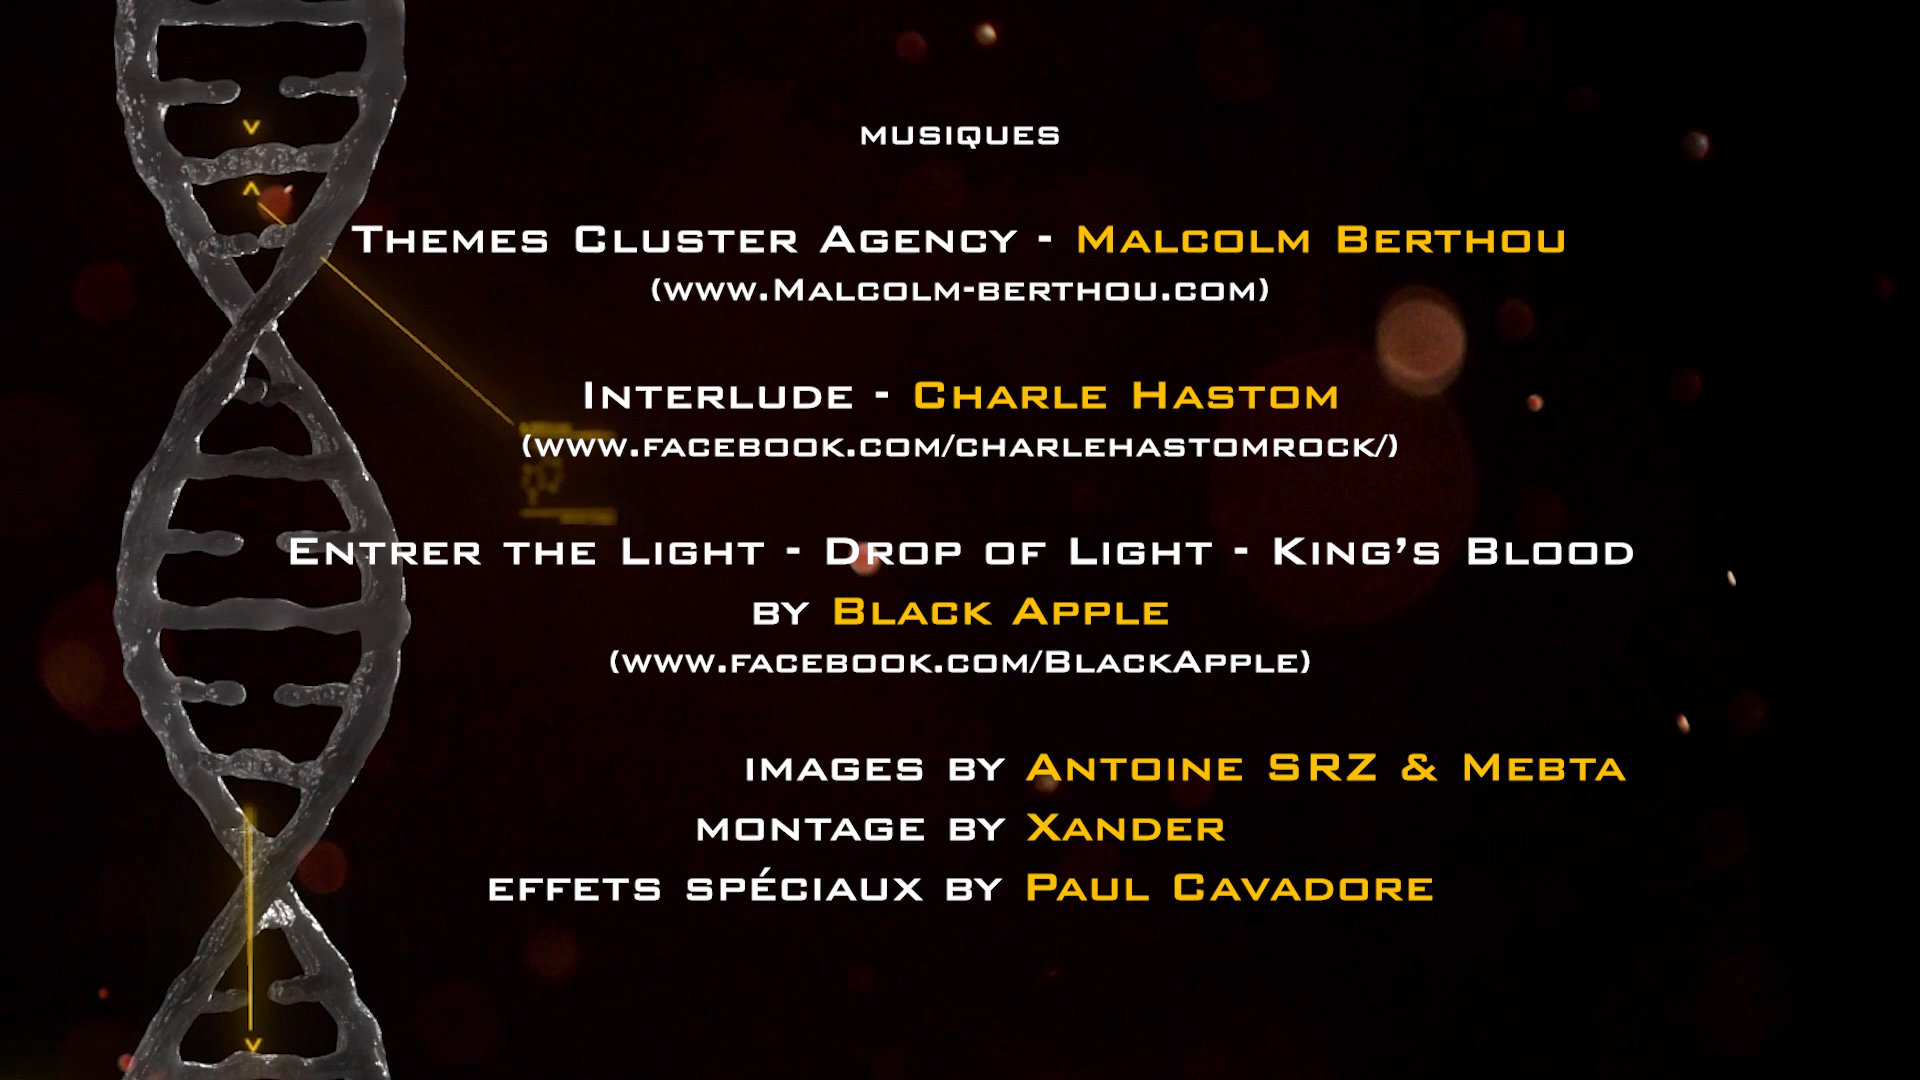 MUSIQUES
THEMES CLUSTER AGENCY - MALCOLM BERTHOU
(WWW.MALCOLM-BERTHOU.COM)
INTERLUDE - CHARLE HASTOM
(WWW.FACEBOOK.COM/CHARLEHASTOMROCK/)
ENTRER THE LIGHT - DROP OF LIGHT - KING'S BLOOD
BY BLACK APPLE
(WWW.FACEBOOK.COM/BLACKAPPLE)
IMAGES BY ANTOINE SRZ & MEBTA
MONTAGE BY XANDER
EFFETS SPÉCIAUX BY PAUL CAVADORE